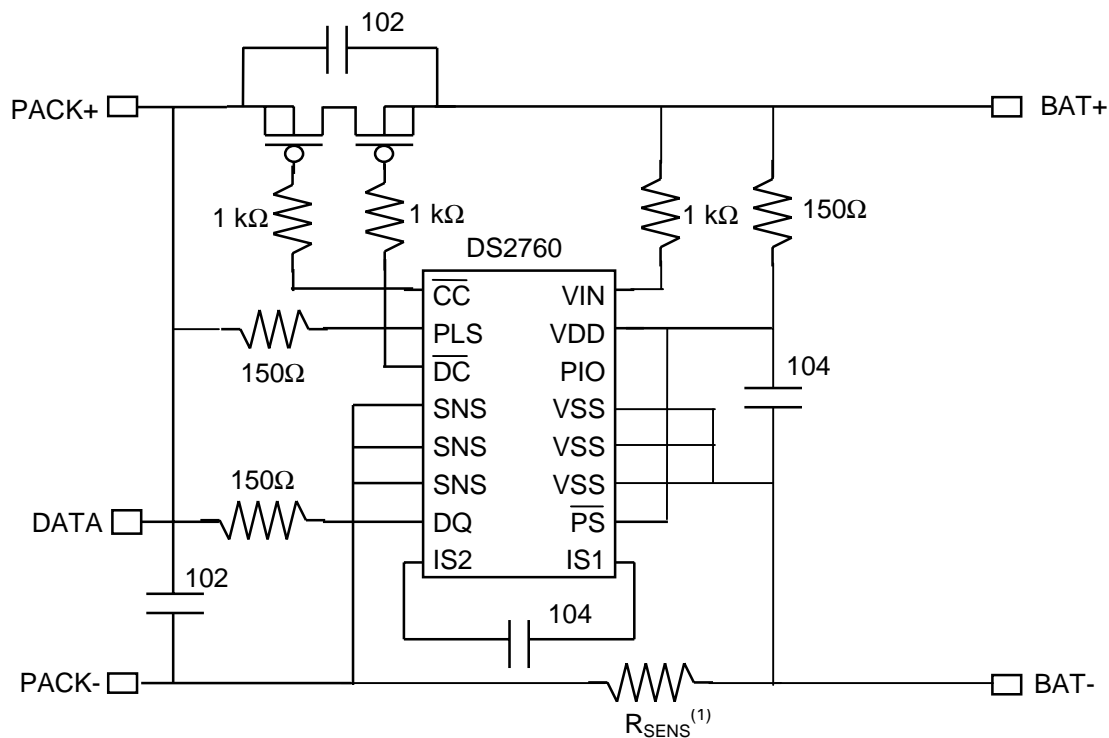 102
PACK+
BAT+
1 kΩ
1 kΩ
1 kΩ
150Ω
DS2760
CC
VIN
PLS
VDD
150Ω
DC
PIO
104
SNS
VSS
SNS
VSS
150Ω
SNS
VSS
DATA
DQ
PS
IS2
IS1
102
104
PACK-
BAT-
RSENS(1)